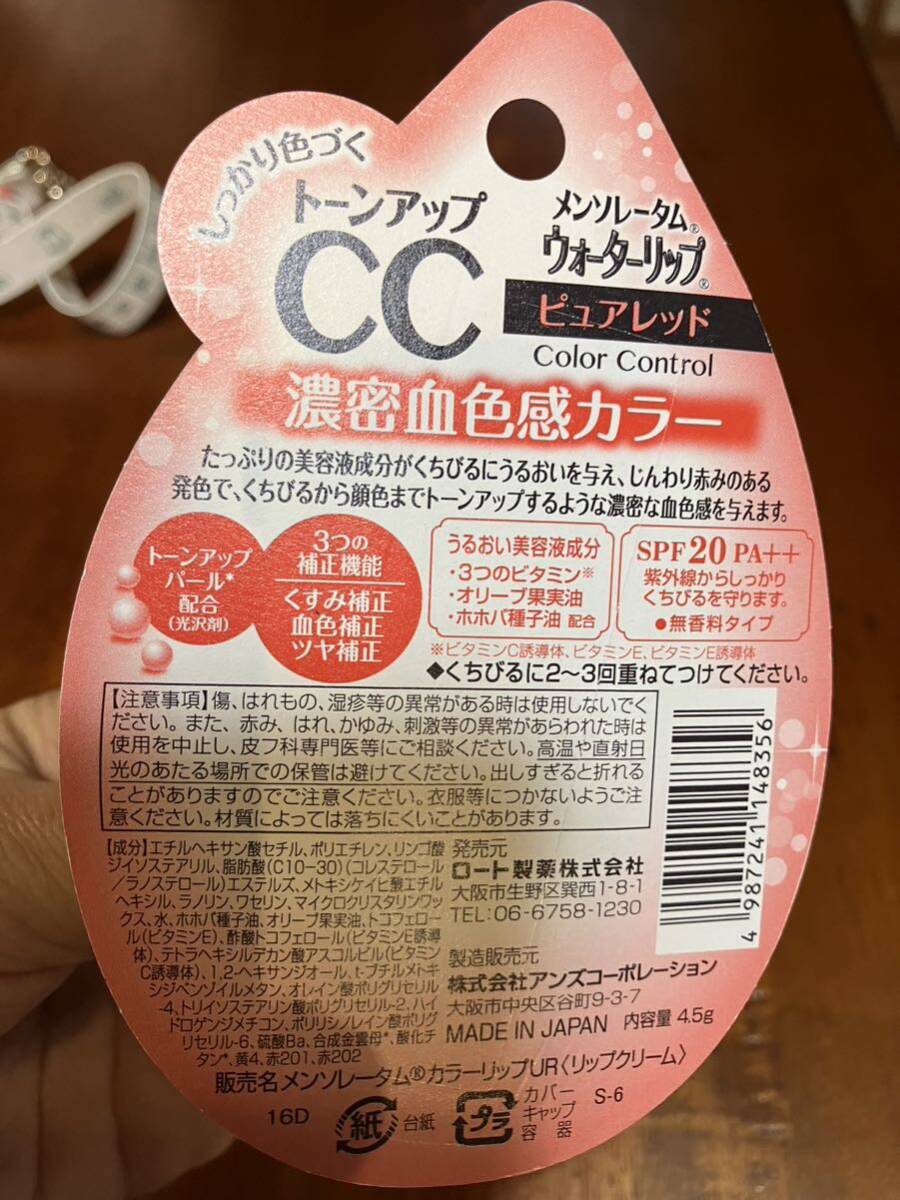 しっかり色づく
トーンアップ
CC
メンソレータム®
ウォーターリップ®
ピュアレッド
Color Control
濃密血色感カラー
たっぷりの美容液成分がくちびるにうるおいを与え、じんわり赤みのある
発色で、くちびるから顔色までトーンアップするような濃密な血色感を与えます。
トーンアップ
パール*
配合
(光沢剤)
3つの
補正機能
くすみ補正
血色補正
ツヤ補正
うるおい美容液成分
・3つのビタミン※
・オリーブ果実油
・ホホバ種子油 配合
SPF20 PA++
紫外線からしっかり
くちびるを守ります。
●無香料タイプ
※ビタミンC誘導体、ビタミンE、ビタミンE誘導体
◆くちびるに2〜3回重ねてつけてください。
【注意事項】傷、はれもの、湿疹等の異常がある時は使用しないでく
ださい。また、赤み、はれ、かゆみ、刺激等の異常があらわれた時は
使用を中止し、皮フ科専門医等にご相談ください。高温や直射日
光のあたる場所での保管は避けてください。出しすぎると折れる
ことがありますのでご注意ください。衣服等につかないようご注
意ください。材質によっては落ちにくいことがあります。
【成分】エチルヘキサン酸セチル、ポリエチレン、リンゴ酸
ジイソステアリル、脂肪酸(C10-30)(コレステロール
/ラノステロール)エステルズ、メトキシケイヒ酸エチル
ヘキシル、ラノリン、ワセリン、マイクロクリスタリンワッ
クス、水、ホホバ種子油、オリーブ果実油、トコフェロー
ル(ビタミンE)、酢酸トコフェロール(ビタミンE誘導
体)、テトラヘキシルデカン酸アスコルビル(ビタミン
C誘導体)、1,2-ヘキサンジオール、t-ブチルメトキ
シジベンゾイルメタン、オレイン酸ポリグリセリル
-4、トリイソステアリン酸ポリグリセリル-2、ハイ
ドロゲンジメチコン、ポリリシノレイン酸ポリグ
リセリル-6、硫酸Ba、合成金雲母*、酸化チ
タン*、黄4、赤201、赤202
発売元
ロート製薬株式会社
大阪市生野区巽西1-8-1
TEL:06-6758-1230
製造販売元
株式会社アンズコーポレーション
大阪市中央区谷町9-3-7
MADE IN JAPAN 内容量 4.5g
4 987241 148356
販売名メンソレータム®カラーリップUR〈リップクリーム〉
16D
紙
台紙
プラ
カバー
キャップ
容器
S-6